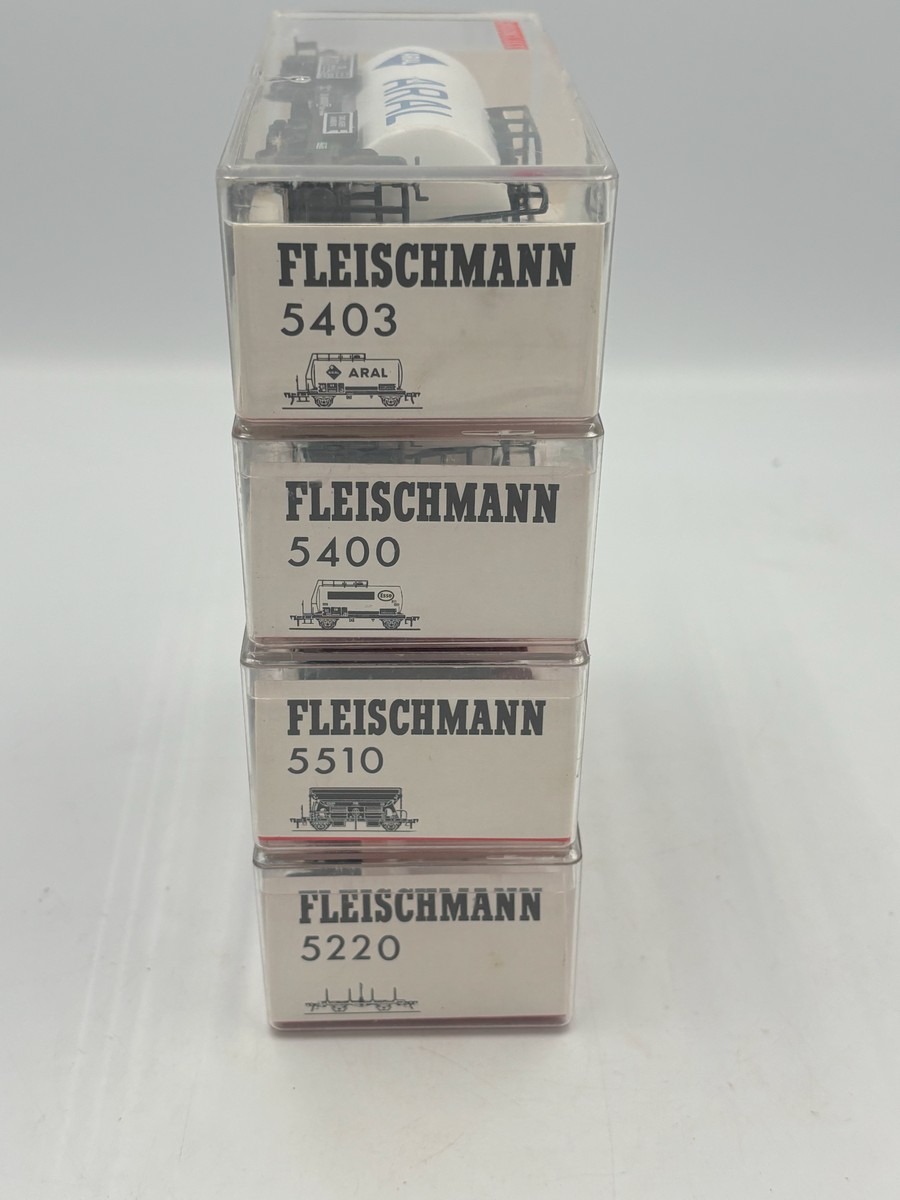 ARAL
FLEISCHMANN
5403
ARAL
FLEISCHMANN
5400
Esso
FLEISCHMANN
5510
FLEISCHMANN
5220